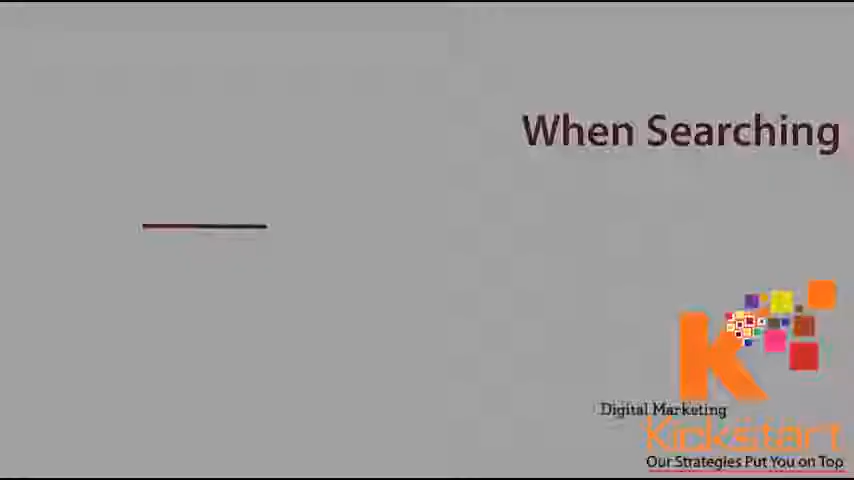 When Searching
Digital Marketing
Kickstart
Our Strategies Put You on Top